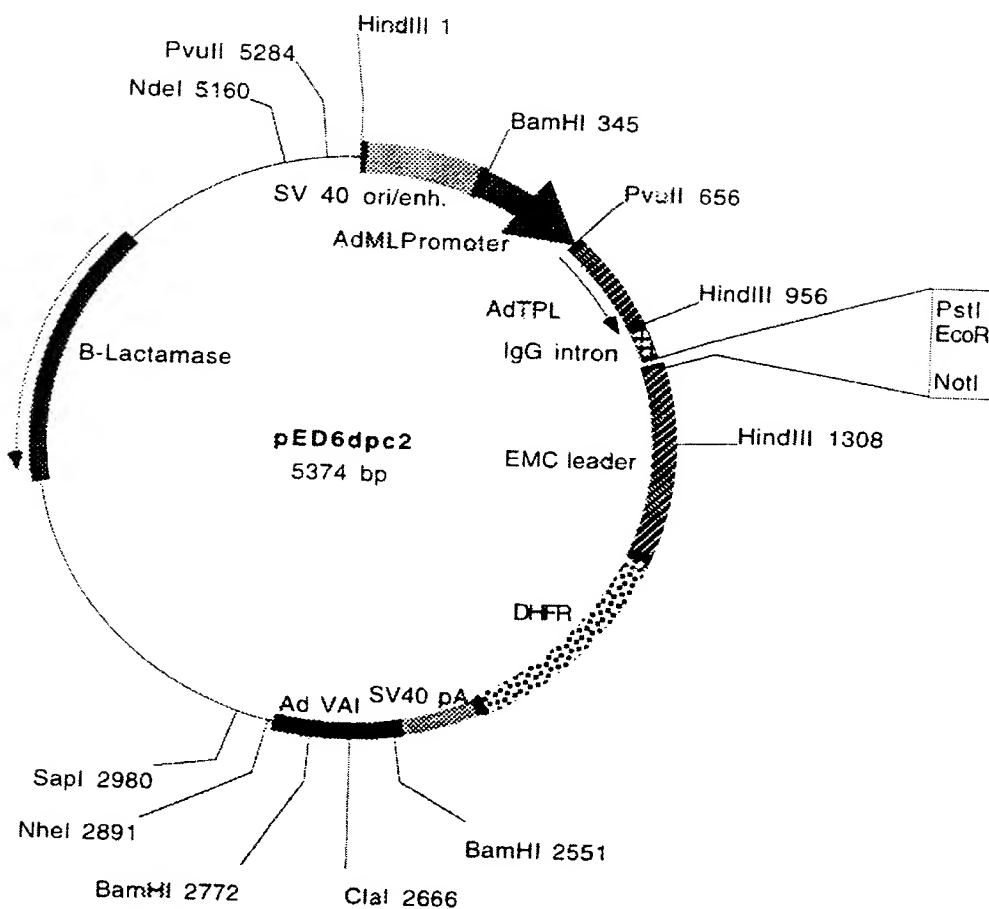 HindIII 1
PvuII 5284
NdeI 5160
BamHI 345
SV 40 ori/enh.
PvuII 656
AdMLPromoter
HindIII 956
AdTPL
PstI
EcoR
IgG intron
B-Lactamase
NotI
pED6dpc2
5374 bp
EMC leader
HindIII 1308
DHFR
Ad VAI
SV40 pA
SapI 2980
NheI 2891
BamHI 2551
BamHI 2772
ClaI 2666